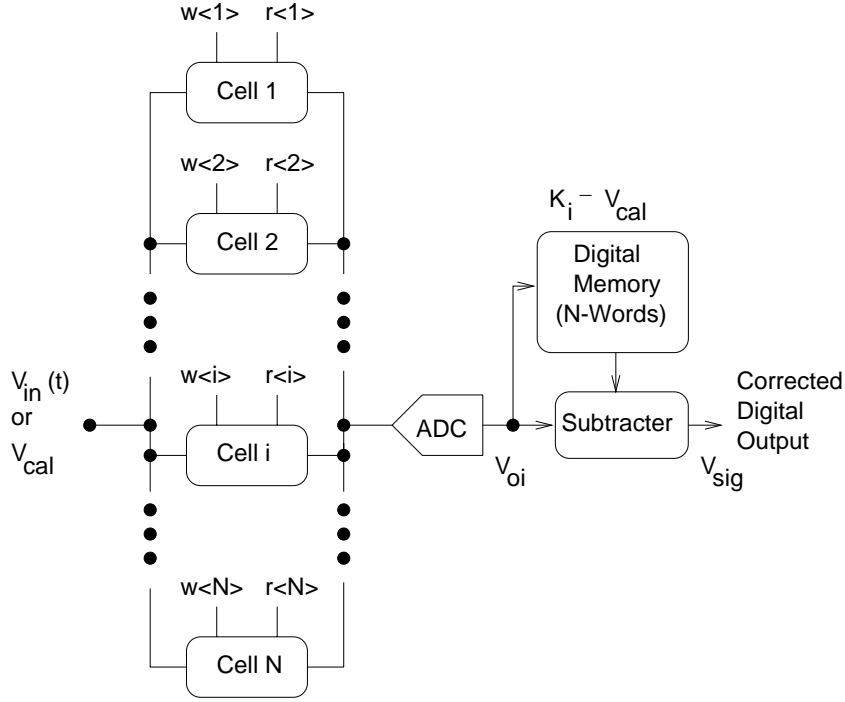 w<1> r<1>
Cell 1
w<2> r<2>
Cell 2
K_i − V_cal
Digital
Memory
(N-Words)
V_in (t)
or
V_cal
w<i> r<i>
Cell i
ADC
V_oi
Subtracter
V_sig
Corrected
Digital
Output
w<N> r<N>
Cell N